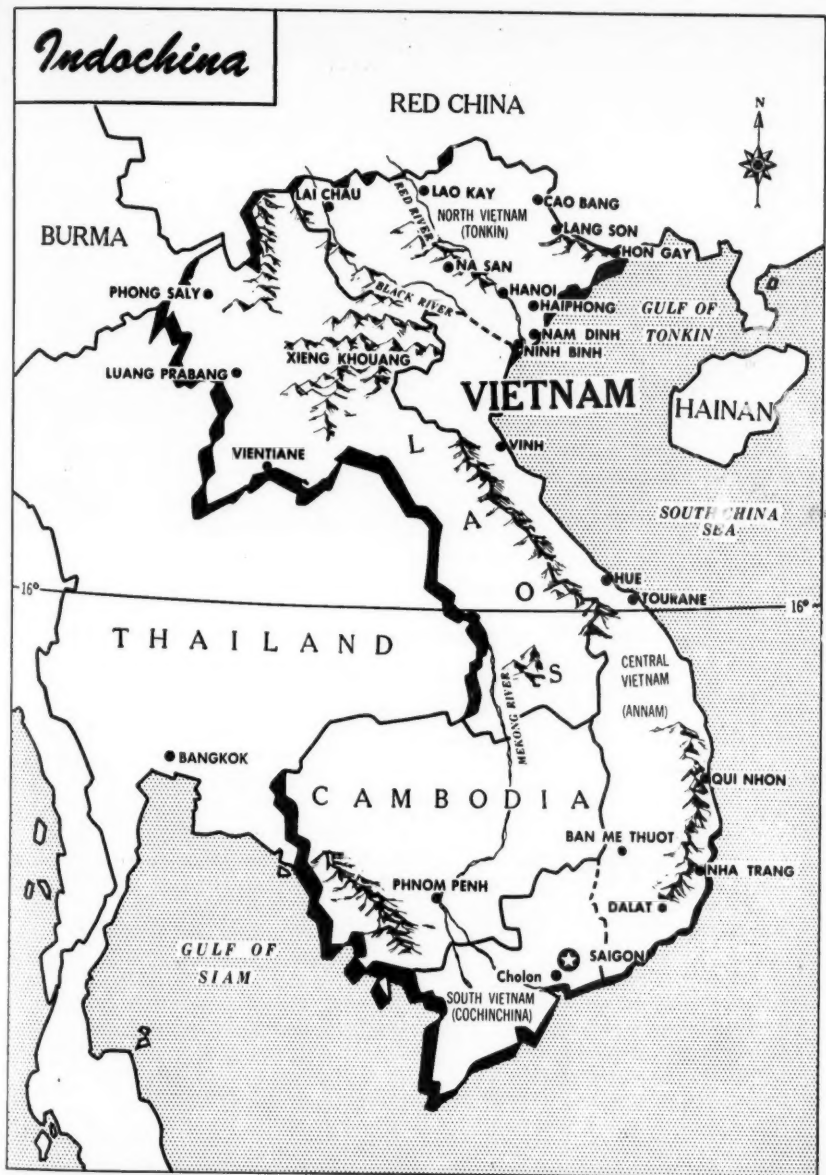 Indochina
RED CHINA
N
LAI CHAU
LAO KAY
CAO BANG
RED RIVER
NORTH VIETNAM
(TONKIN)
LANG SON
BURMA
HON GAY
NA SAN
PHONG SALY
HANOI
BLACK RIVER
HAIPHONG
GULF OF
TONKIN
NAM DINH
XIENG KHOUANG
NINH BINH
LUANG PRABANG
VIETNAM
HAINAN
L
VINH
VIENTIANE
A
SOUTH CHINA
SEA
HUE
16°
O
TOURANE
16°
THAILAND
S
CENTRAL
VIETNAM
(ANNAM)
MEKONG RIVER
BANGKOK
QUI NHON
CAMBODIA
BAN ME THUOT
NHA TRANG
PHNOM PENH
DALAT
GULF OF
SIAM
SAIGON
Cholon
SOUTH VIETNAM
(COCHINCHINA)